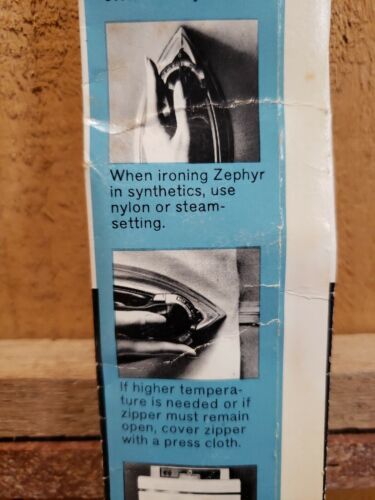 When ironing Zephyr
in synthetics, use
nylon or steam-
setting.
If higher tempera-
ture is needed or if
zipper must remain
open, cover zipper
with a press cloth.